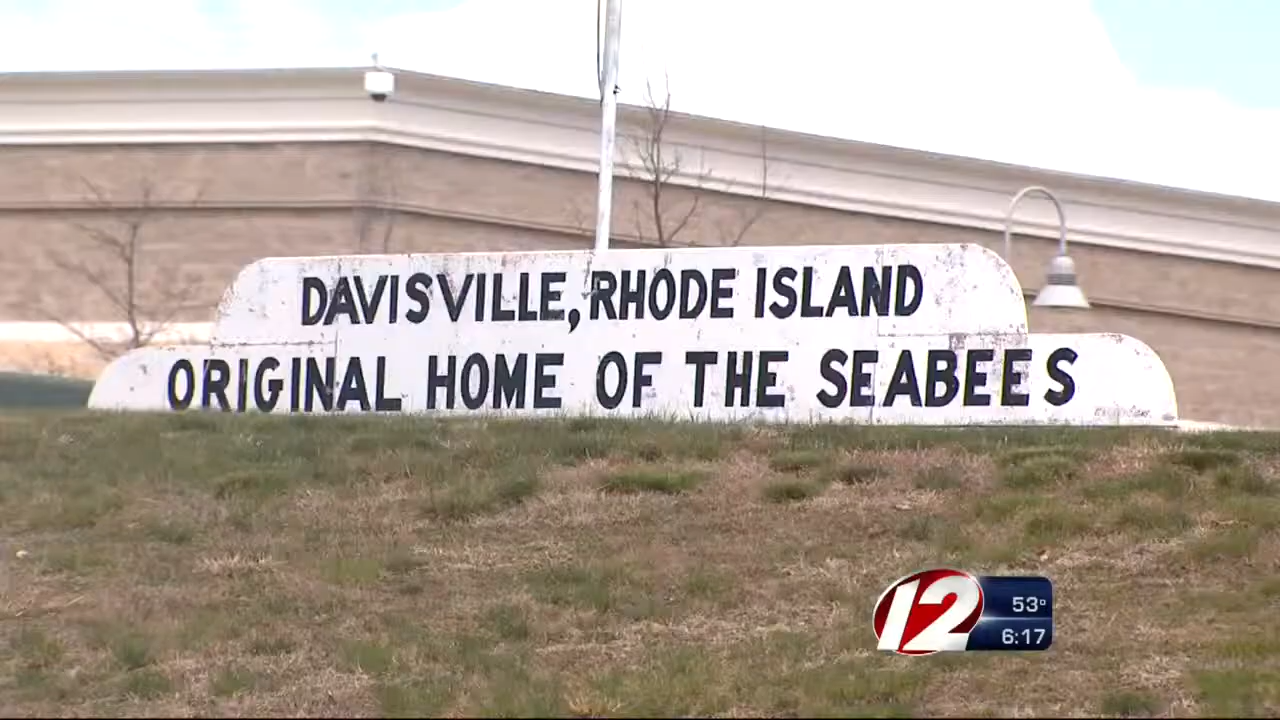 DAVISVILLE, RHODE ISLAND
ORIGINAL HOME OF THE SEABEES
12
53°
6:17